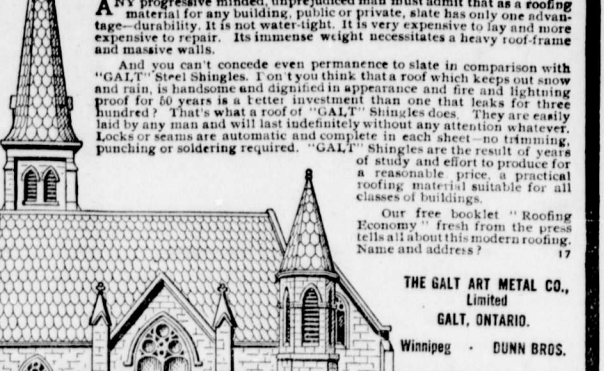 ANY progressive minded, unprejudiced man must admit that as a roofing
material for any building, public or private, slate has only one advan-
tage—durability. It is not water-tight. It is very expensive to lay and more
expensive to repair. Its immense weight necessitates a heavy roof-frame
and massive walls.
And you can't concede even permanence to slate in comparison with
"GALT" Steel Shingles. Don't you think that a roof which keeps out snow
and rain, is handsome and dignified in appearance and fire and lightning
proof for 50 years is a better investment than one that leaks for three
hundred? That's what a roof of "GALT" Shingles does. They are easily
laid by any man and will last indefinitely without any attention whatever.
Locks or seams are automatic and complete in each sheet—no trimming,
punching or soldering required. "GALT" Shingles are the result of years
of study and effort to produce for
a reasonable price, a practical
roofing material suitable for all
classes of buildings.
Our free booklet "Roofing
Economy" fresh from the press
tells all about this modern roofing.
Name and address?
17
THE GALT ART METAL CO.,
Limited
GALT, ONTARIO.
Winnipeg - DUNN BROS.